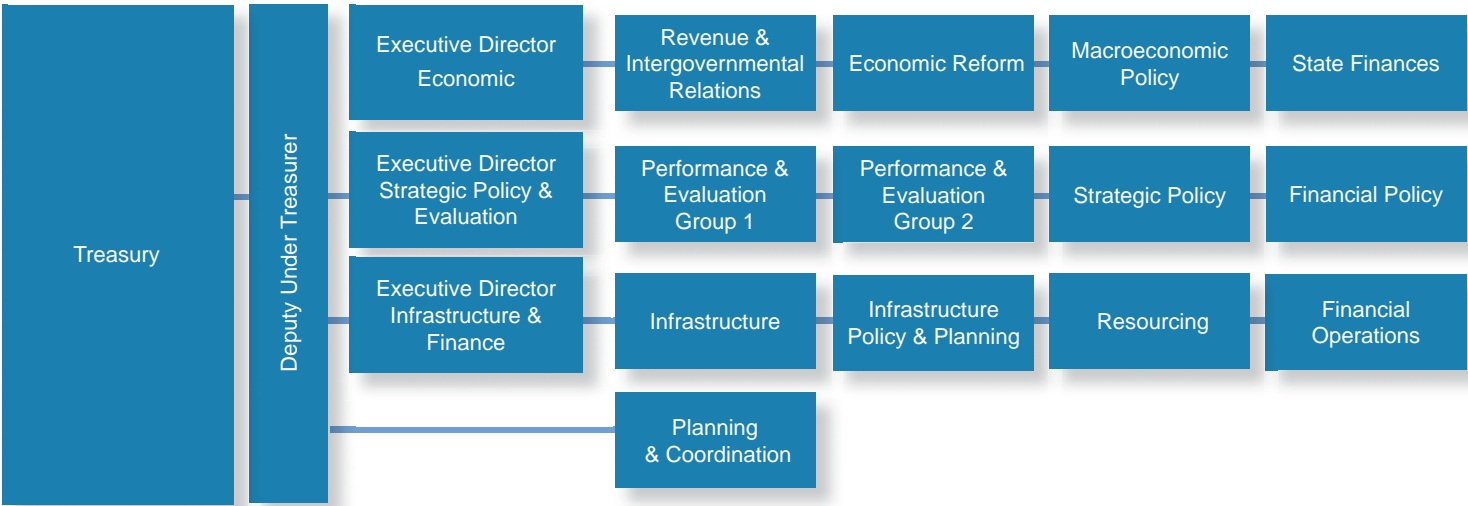 Treasury
Deputy Under Treasurer
Executive Director
Economic
Revenue &
Intergovernmental
Relations
Economic Reform
Macroeconomic
Policy
State Finances
Executive Director
Strategic Policy &
Evaluation
Performance &
Evaluation
Group 1
Performance &
Evaluation
Group 2
Strategic Policy
Financial Policy
Executive Director
Infrastructure &
Finance
Infrastructure
Infrastructure
Policy & Planning
Resourcing
Financial
Operations
Planning
& Coordination